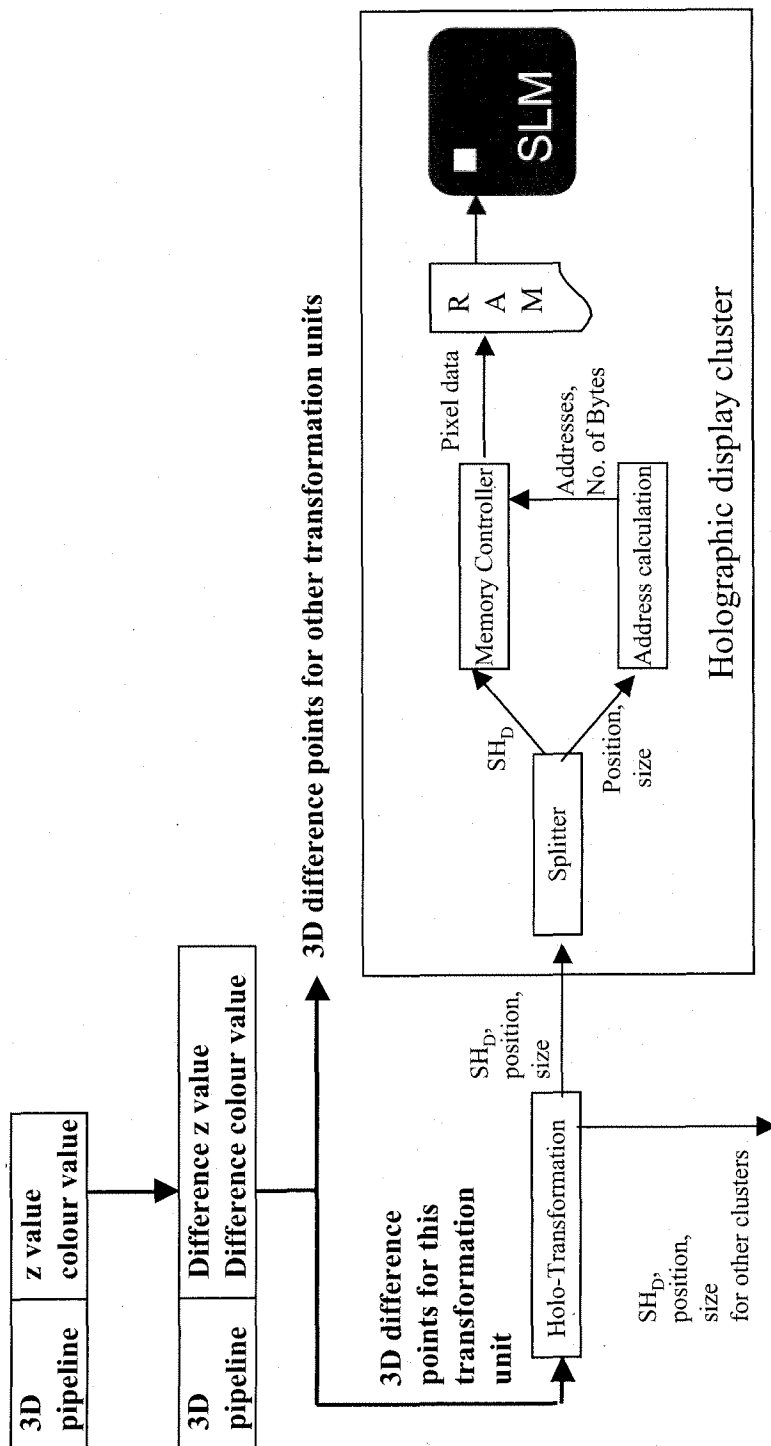 3D
pipeline
z value
colour value
3D
pipeline
Difference z value
Difference colour value
3D difference points for other transformation units
3D difference
points for this
transformation
unit
Holo-Transformation
SH_D,
position,
size
for other clusters
SH_D,
position,
size
Splitter
SH_D
Position,
size
Memory Controller
Address calculation
Addresses,
No. of Bytes
Pixel data
R
A
M
SLM
Holographic display cluster